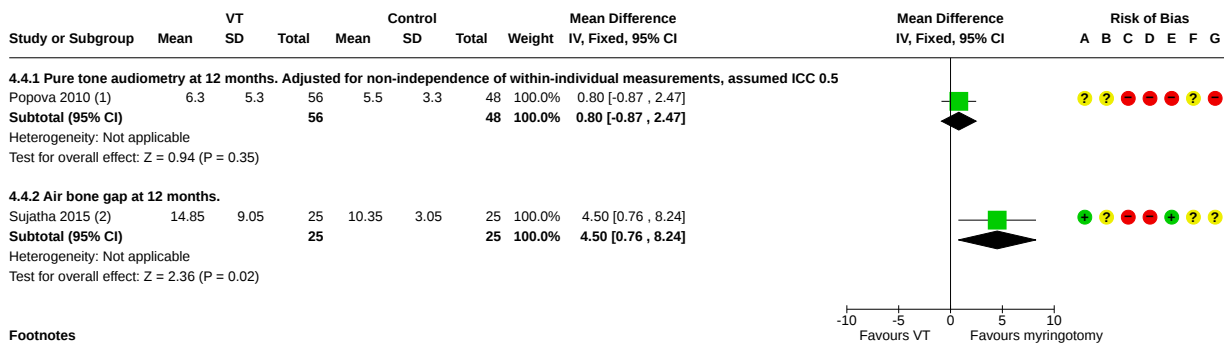 VT Control Mean Difference Mean Difference Risk of Bias
Study or Subgroup Mean SD Total Mean SD Total Weight IV, Fixed, 95% CI IV, Fixed, 95% CI A B C D E F G
4.4.1 Pure tone audiometry at 12 months. Adjusted for non-independence of within-individual measurements, assumed ICC 0.5
Popova 2010 (1) 6.3 5.3 56 5.5 3.3 48 100.0% 0.80 [-0.87 , 2.47] ? ? − − − ? −
Subtotal (95% CI) 56 48 100.0% 0.80 [-0.87 , 2.47]
Heterogeneity: Not applicable
Test for overall effect: Z = 0.94 (P = 0.35)
4.4.2 Air bone gap at 12 months.
Sujatha 2015 (2) 14.85 9.05 25 10.35 3.05 25 100.0% 4.50 [0.76 , 8.24] + ? − − + ? ?
Subtotal (95% CI) 25 25 100.0% 4.50 [0.76 , 8.24]
Heterogeneity: Not applicable
Test for overall effect: Z = 2.36 (P = 0.02)
-10 -5 0 5 10
Favours VT Favours myringotomy
Footnotes